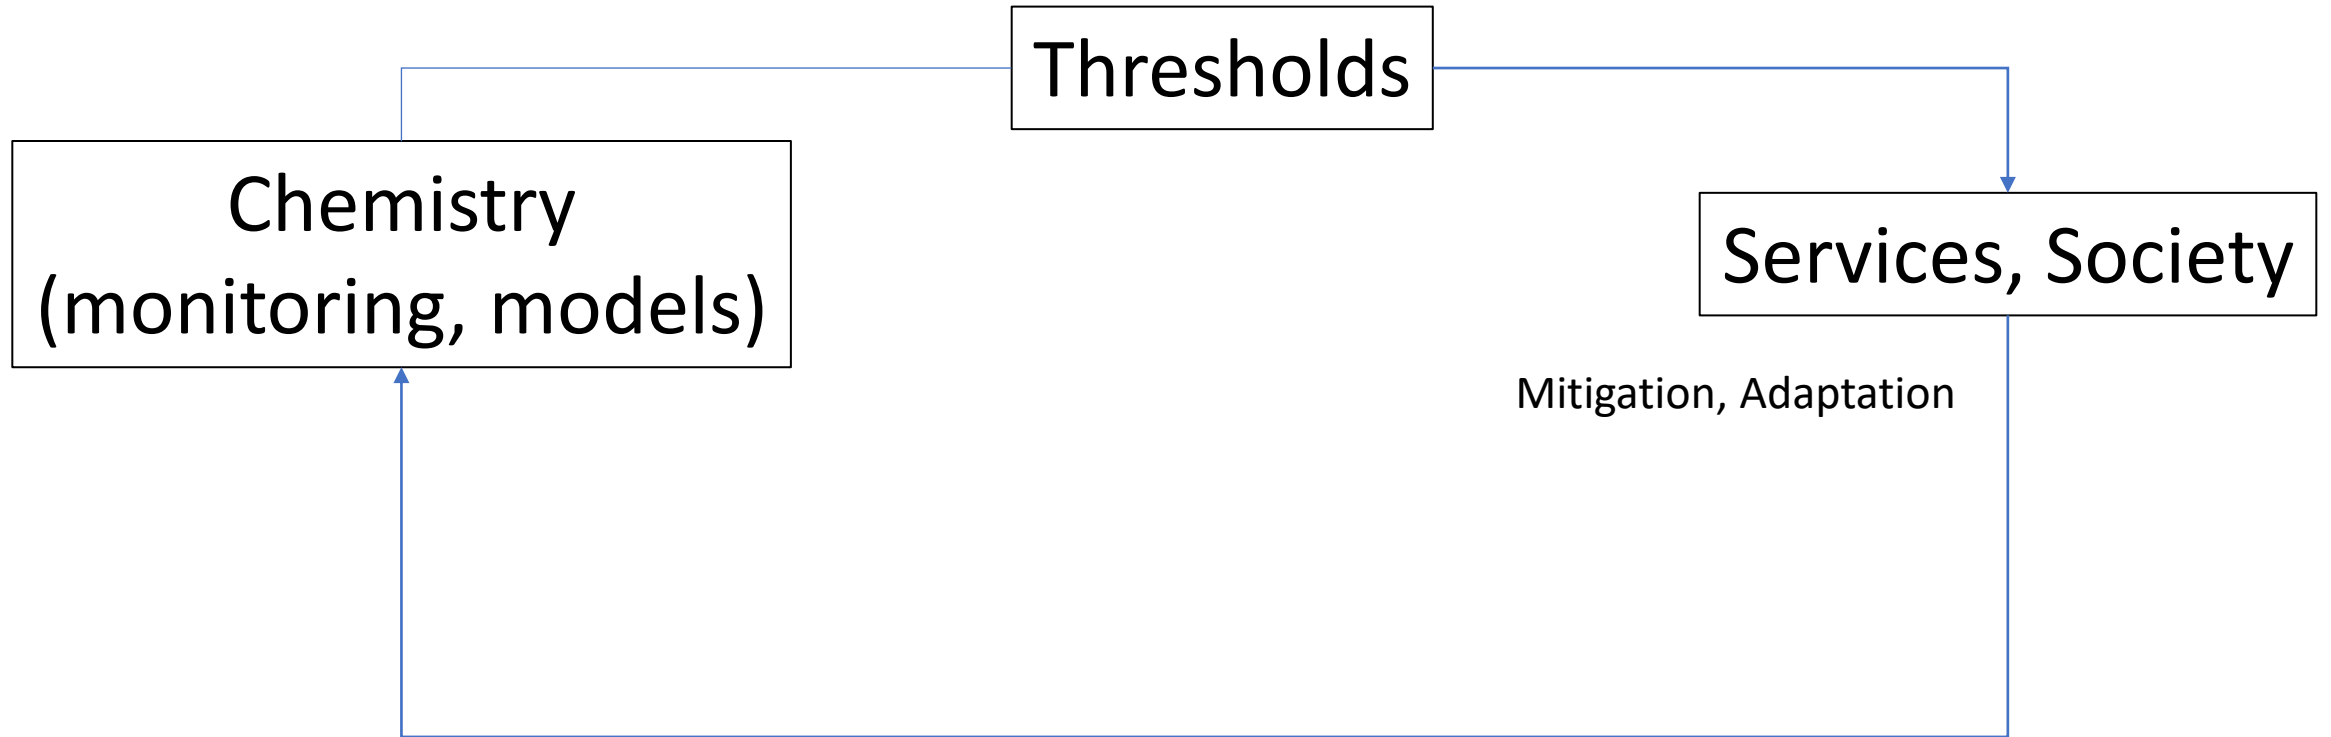 Thresholds
Chemistry
(monitoring, models)
Services, Society
Mitigation, Adaptation